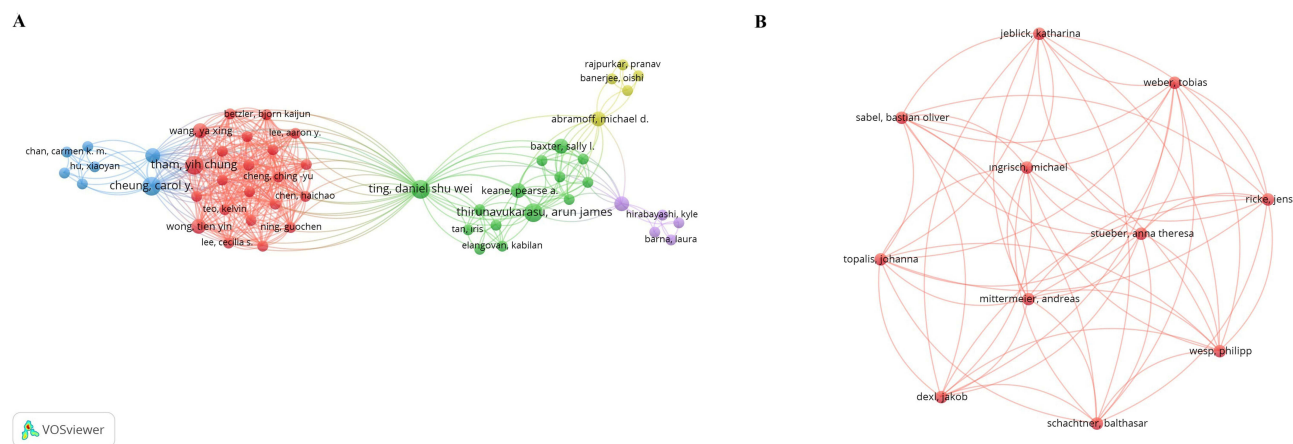 A
B
rajpurkar, pranav
banerjee, oishi
abramoff, michael d.
betzler, bjorn kaijun
wang, ya xing
lee, aaron y.
chan, carmen k. m.
hu, xiaoyan
tham, yih chung
cheung, carol y.
cheng, ching-yu
chen, haichao
teo, kelvin
wong, tien yin
ning, guochen
lee, cecilia s.
ting, daniel shu wei
baxter, sally l.
keane, pearse a.
thirunavukarasu, arun james
tan, iris
elangovan, kabilan
hirabayashi, kyle
barna, laura
VOSviewer
jeblick, katharina
weber, tobias
sabel, bastian oliver
ingrisch, michael
ricke, jens
stueber, anna theresa
topalis, johanna
mittermeier, andreas
wesp, philipp
dexl, jakob
schachtner, balthasar